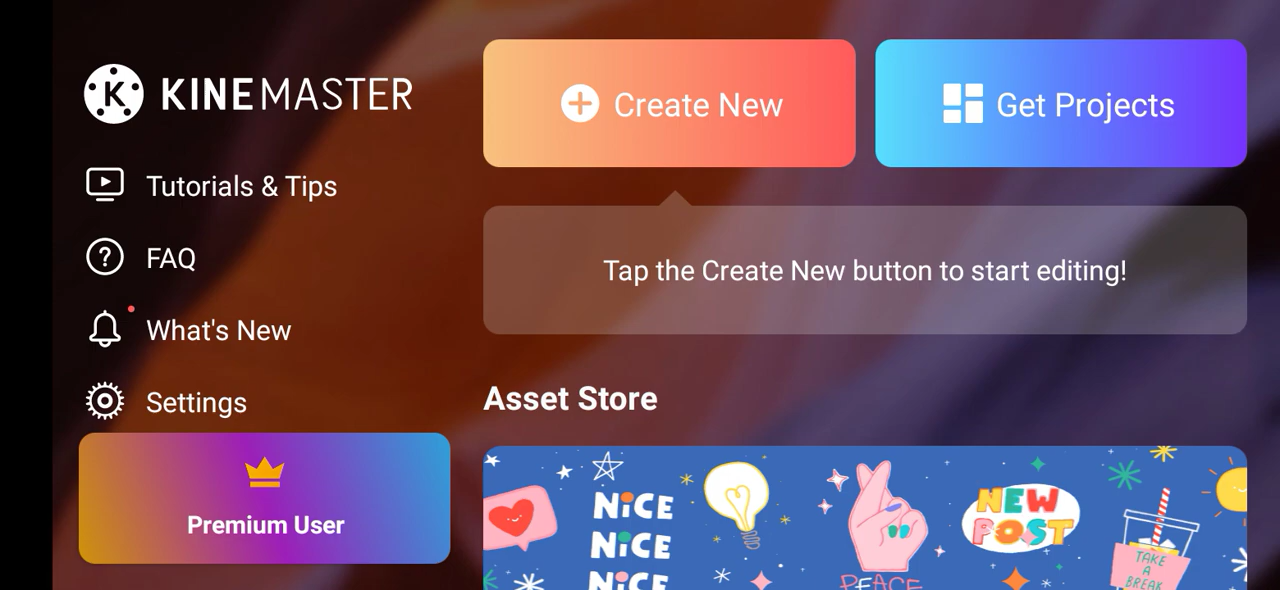 KINEMASTER
Tutorials & Tips
FAQ
What's New
Settings
Premium User
Create New
Get Projects
Tap the Create New button to start editing!
Asset Store
NiCE
NiCE
NiCE
PEACE
NEW
POST
TAKE
A
BREAK